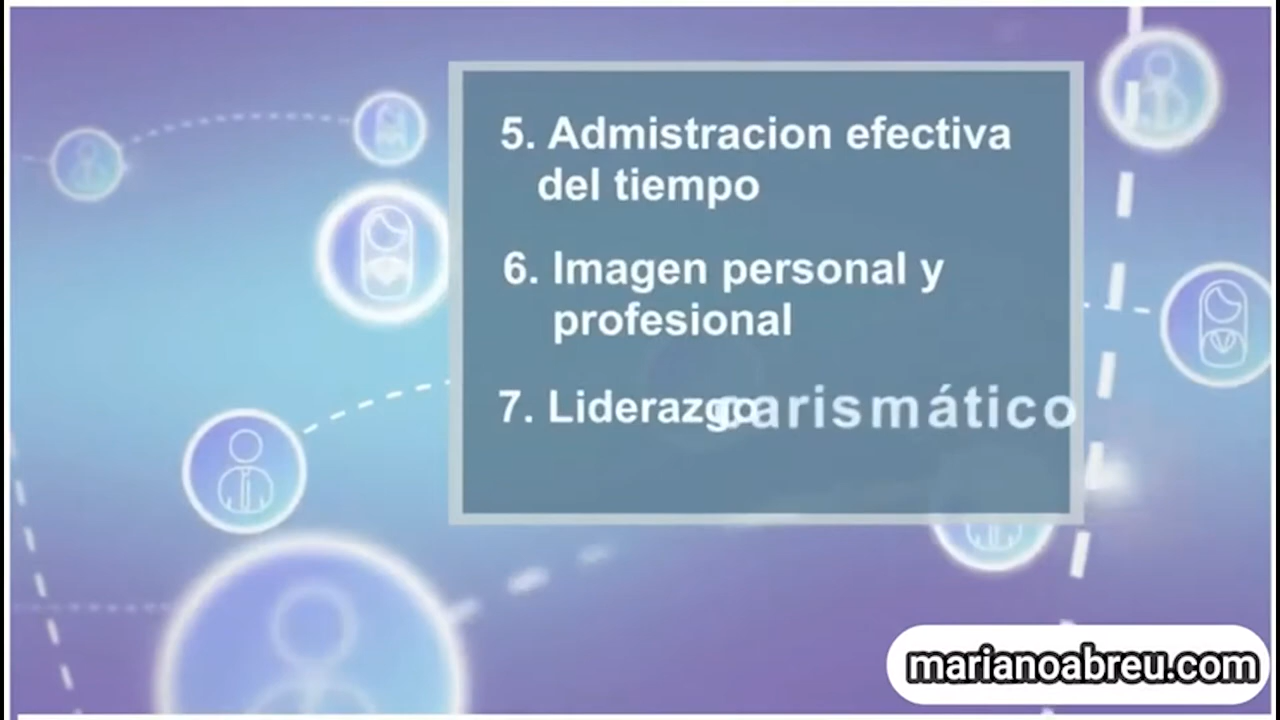 5. Admistracion efectiva
del tiempo
6. Imagen personal y
profesional
7. Liderazgo carismático
marianoabreu.com